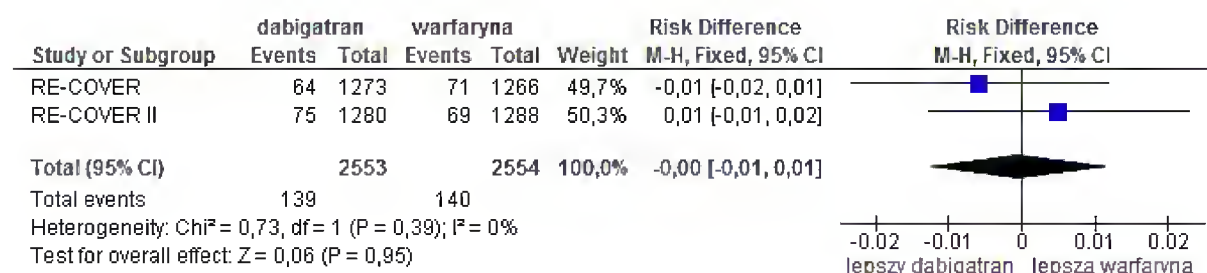 dabigatran warfaryna Risk Difference Risk Difference
Study or Subgroup Events Total Events Total Weight M-H, Fixed, 95% CI M-H, Fixed, 95% CI
RE-COVER 64 1273 71 1266 49,7% -0,01 [-0,02, 0,01]
RE-COVER II 75 1280 69 1288 50,3% 0,01 [-0,01, 0,02]
Total (95% CI) 2553 2554 100,0% -0,00 [-0,01, 0,01]
Total events 139 140
Heterogeneity: Chi² = 0,73, df = 1 (P = 0,39); I² = 0%
Test for overall effect: Z = 0,06 (P = 0,95)
-0.02 -0.01 0 0.01 0.02
lepszy dabigatran lepsza warfaryna